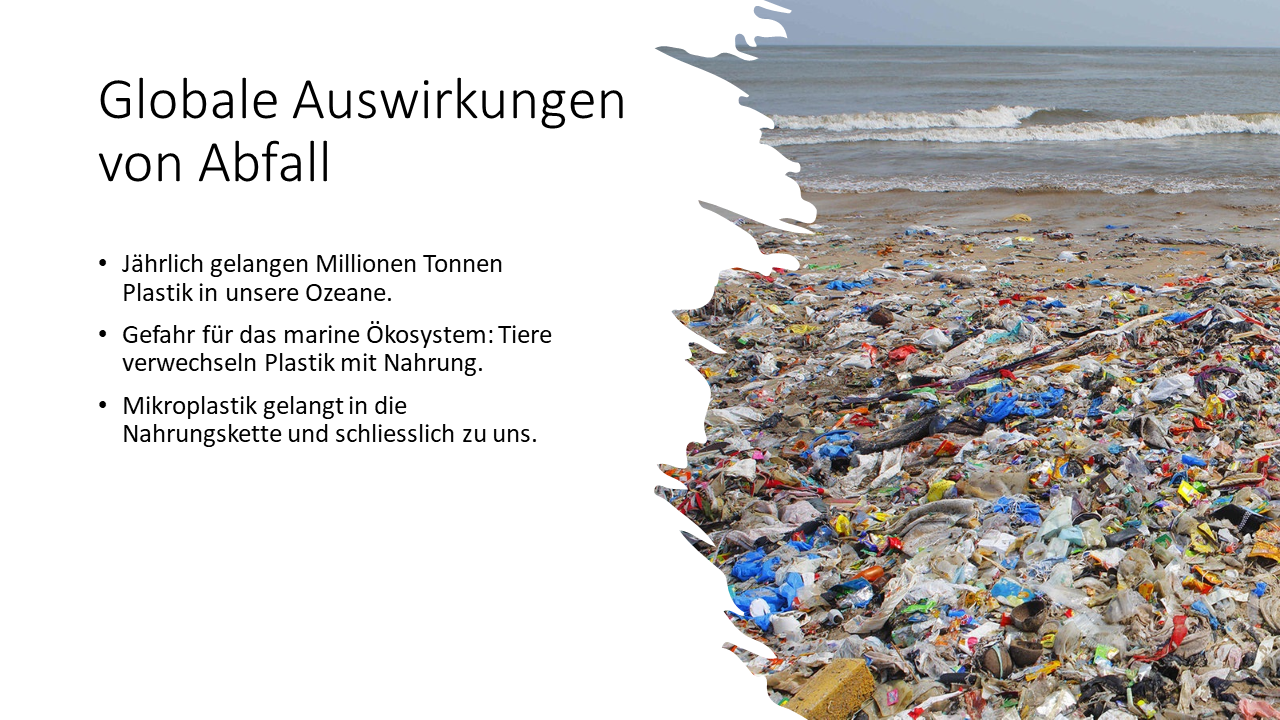 Globale Auswirkungen
von Abfall
• Jährlich gelangen Millionen Tonnen
Plastik in unsere Ozeane.
• Gefahr für das marine Ökosystem: Tiere
verwechseln Plastik mit Nahrung.
• Mikroplastik gelangt in die
Nahrungskette und schliesslich zu uns.